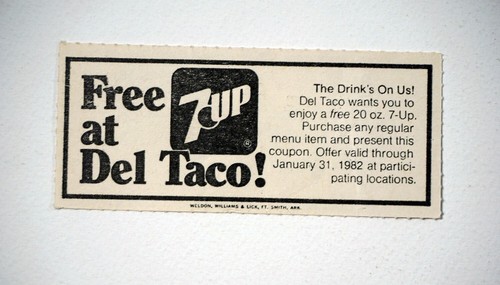 Free 7UP
at
Del Taco!
®
The Drink's On Us!
Del Taco wants you to
enjoy a free 20 oz. 7-Up.
Purchase any regular
menu item and present this
coupon. Offer valid through
January 31, 1982 at partici-
pating locations.
WELDON, WILLIAMS & LICK, FT. SMITH, ARK.